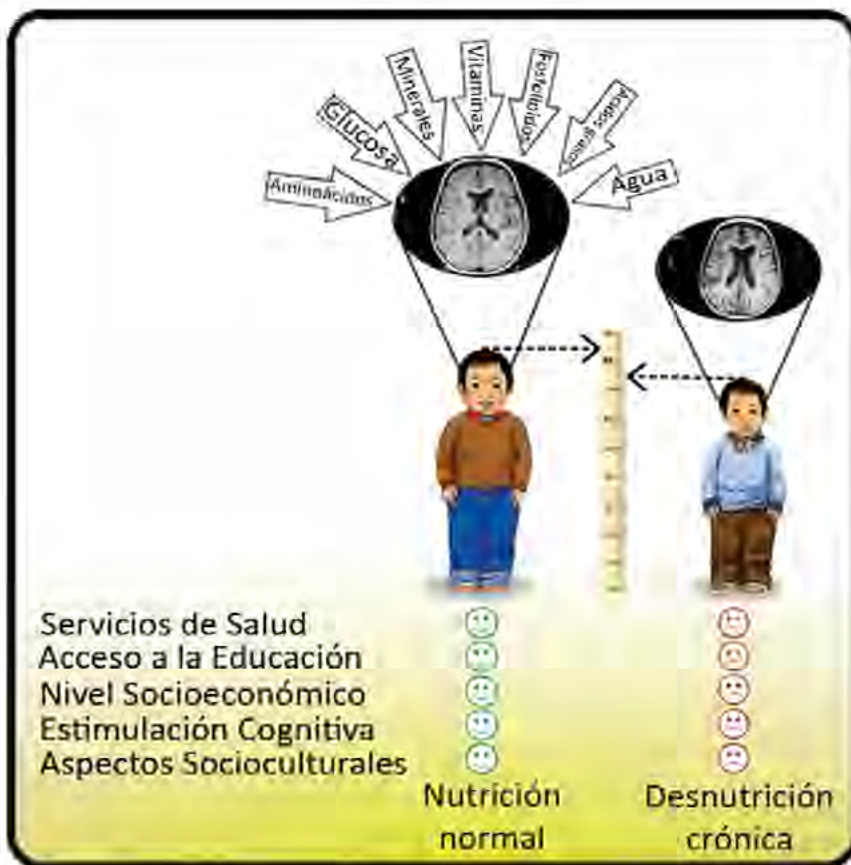 Aminoácidos
Glucosa
Minerales
Vitaminas
Fosfolípidos
Ácidos grasos
Agua
Servicios de Salud
Acceso a la Educación
Nivel Socioeconómico
Estimulación Cognitiva
Aspectos Socioculturales
Nutrición
normal
Desnutrición
crónica